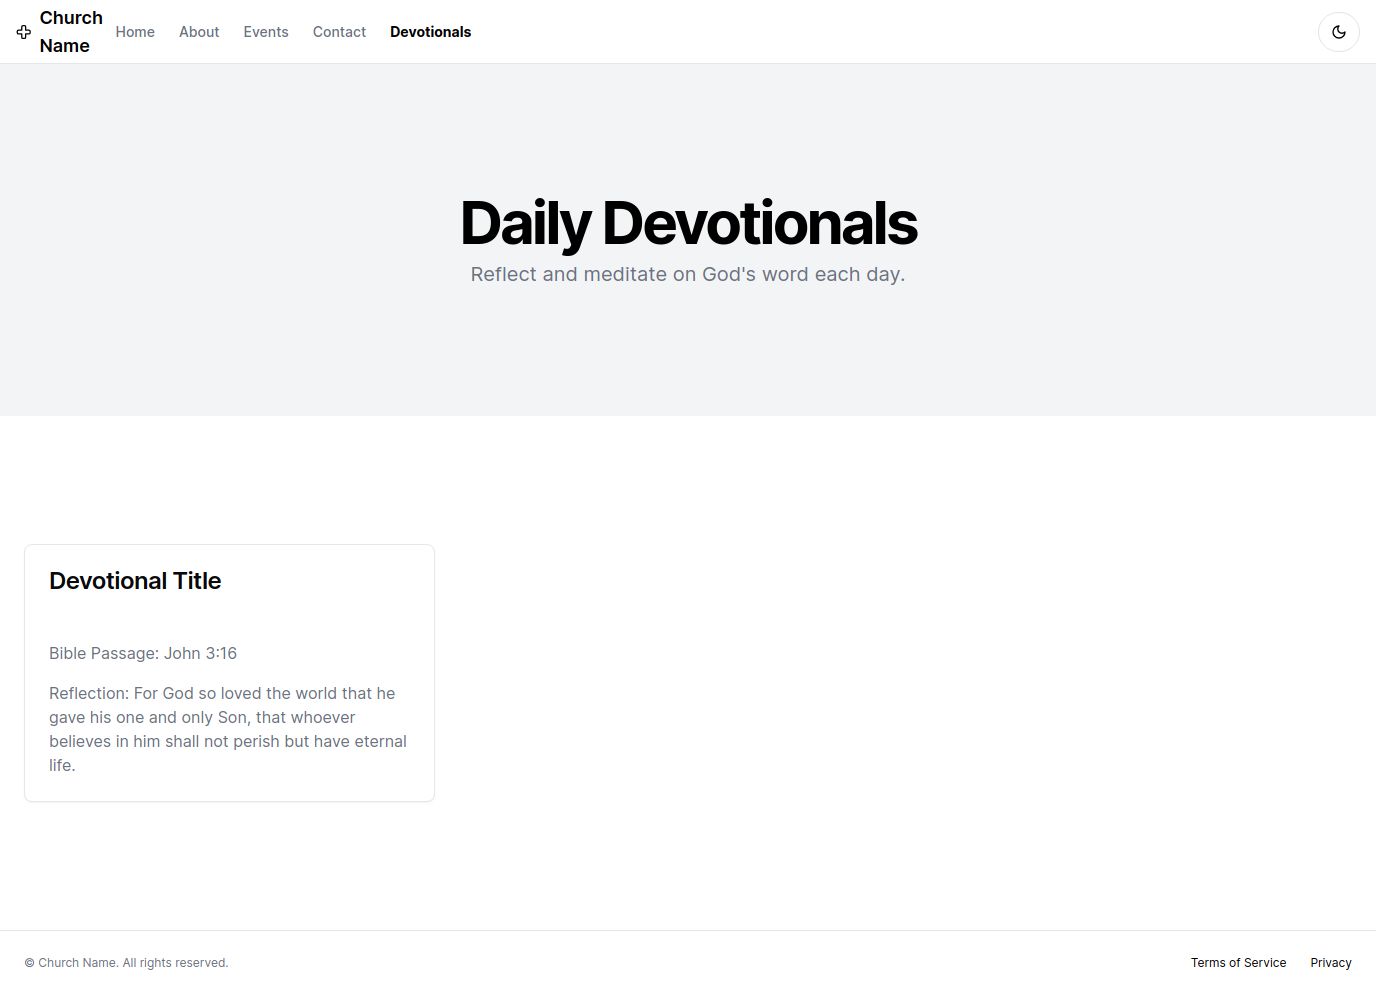 Church
Name
Home About Events Contact Devotionals
Daily Devotionals
Reflect and meditate on God's word each day.
Devotional Title
Bible Passage: John 3:16
Reflection: For God so loved the world that he
gave his one and only Son, that whoever
believes in him shall not perish but have eternal
life.
© Church Name. All rights reserved.
Terms of Service Privacy